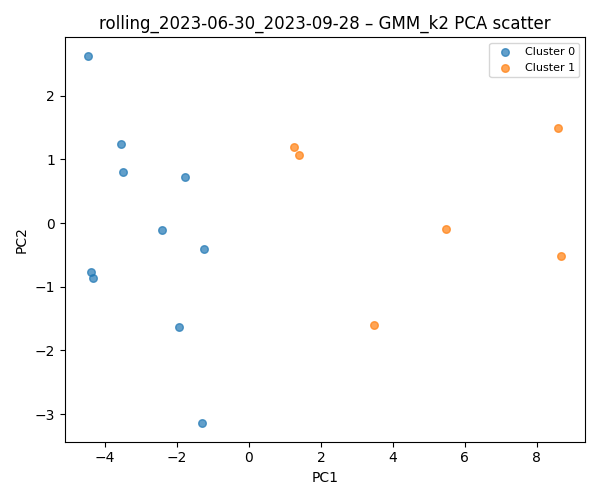 rolling_2023-06-30_2023-09-28 – GMM_k2 PCA scatter
Cluster 0
Cluster 1
2
1
0
−1
−2
−3
PC2
−4
−2
0
2
4
6
8
PC1